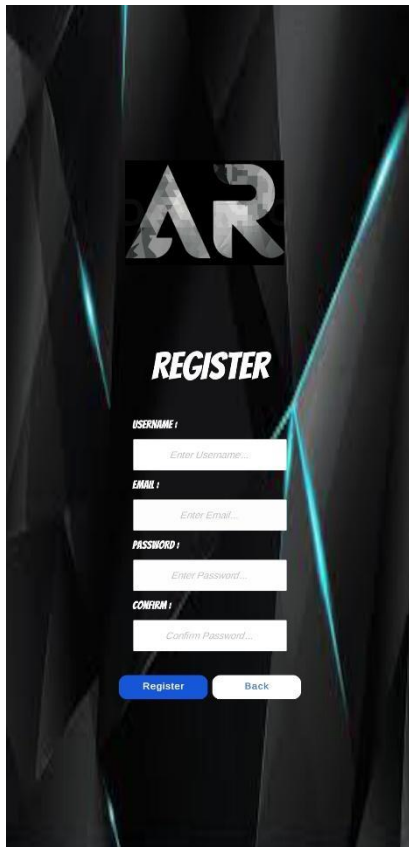 AR
REGISTER
USERNAME :
Enter Username...
EMAIL :
Enter Email...
PASSWORD :
Enter Password...
CONFIRM :
Confirm Password...
Register
Back